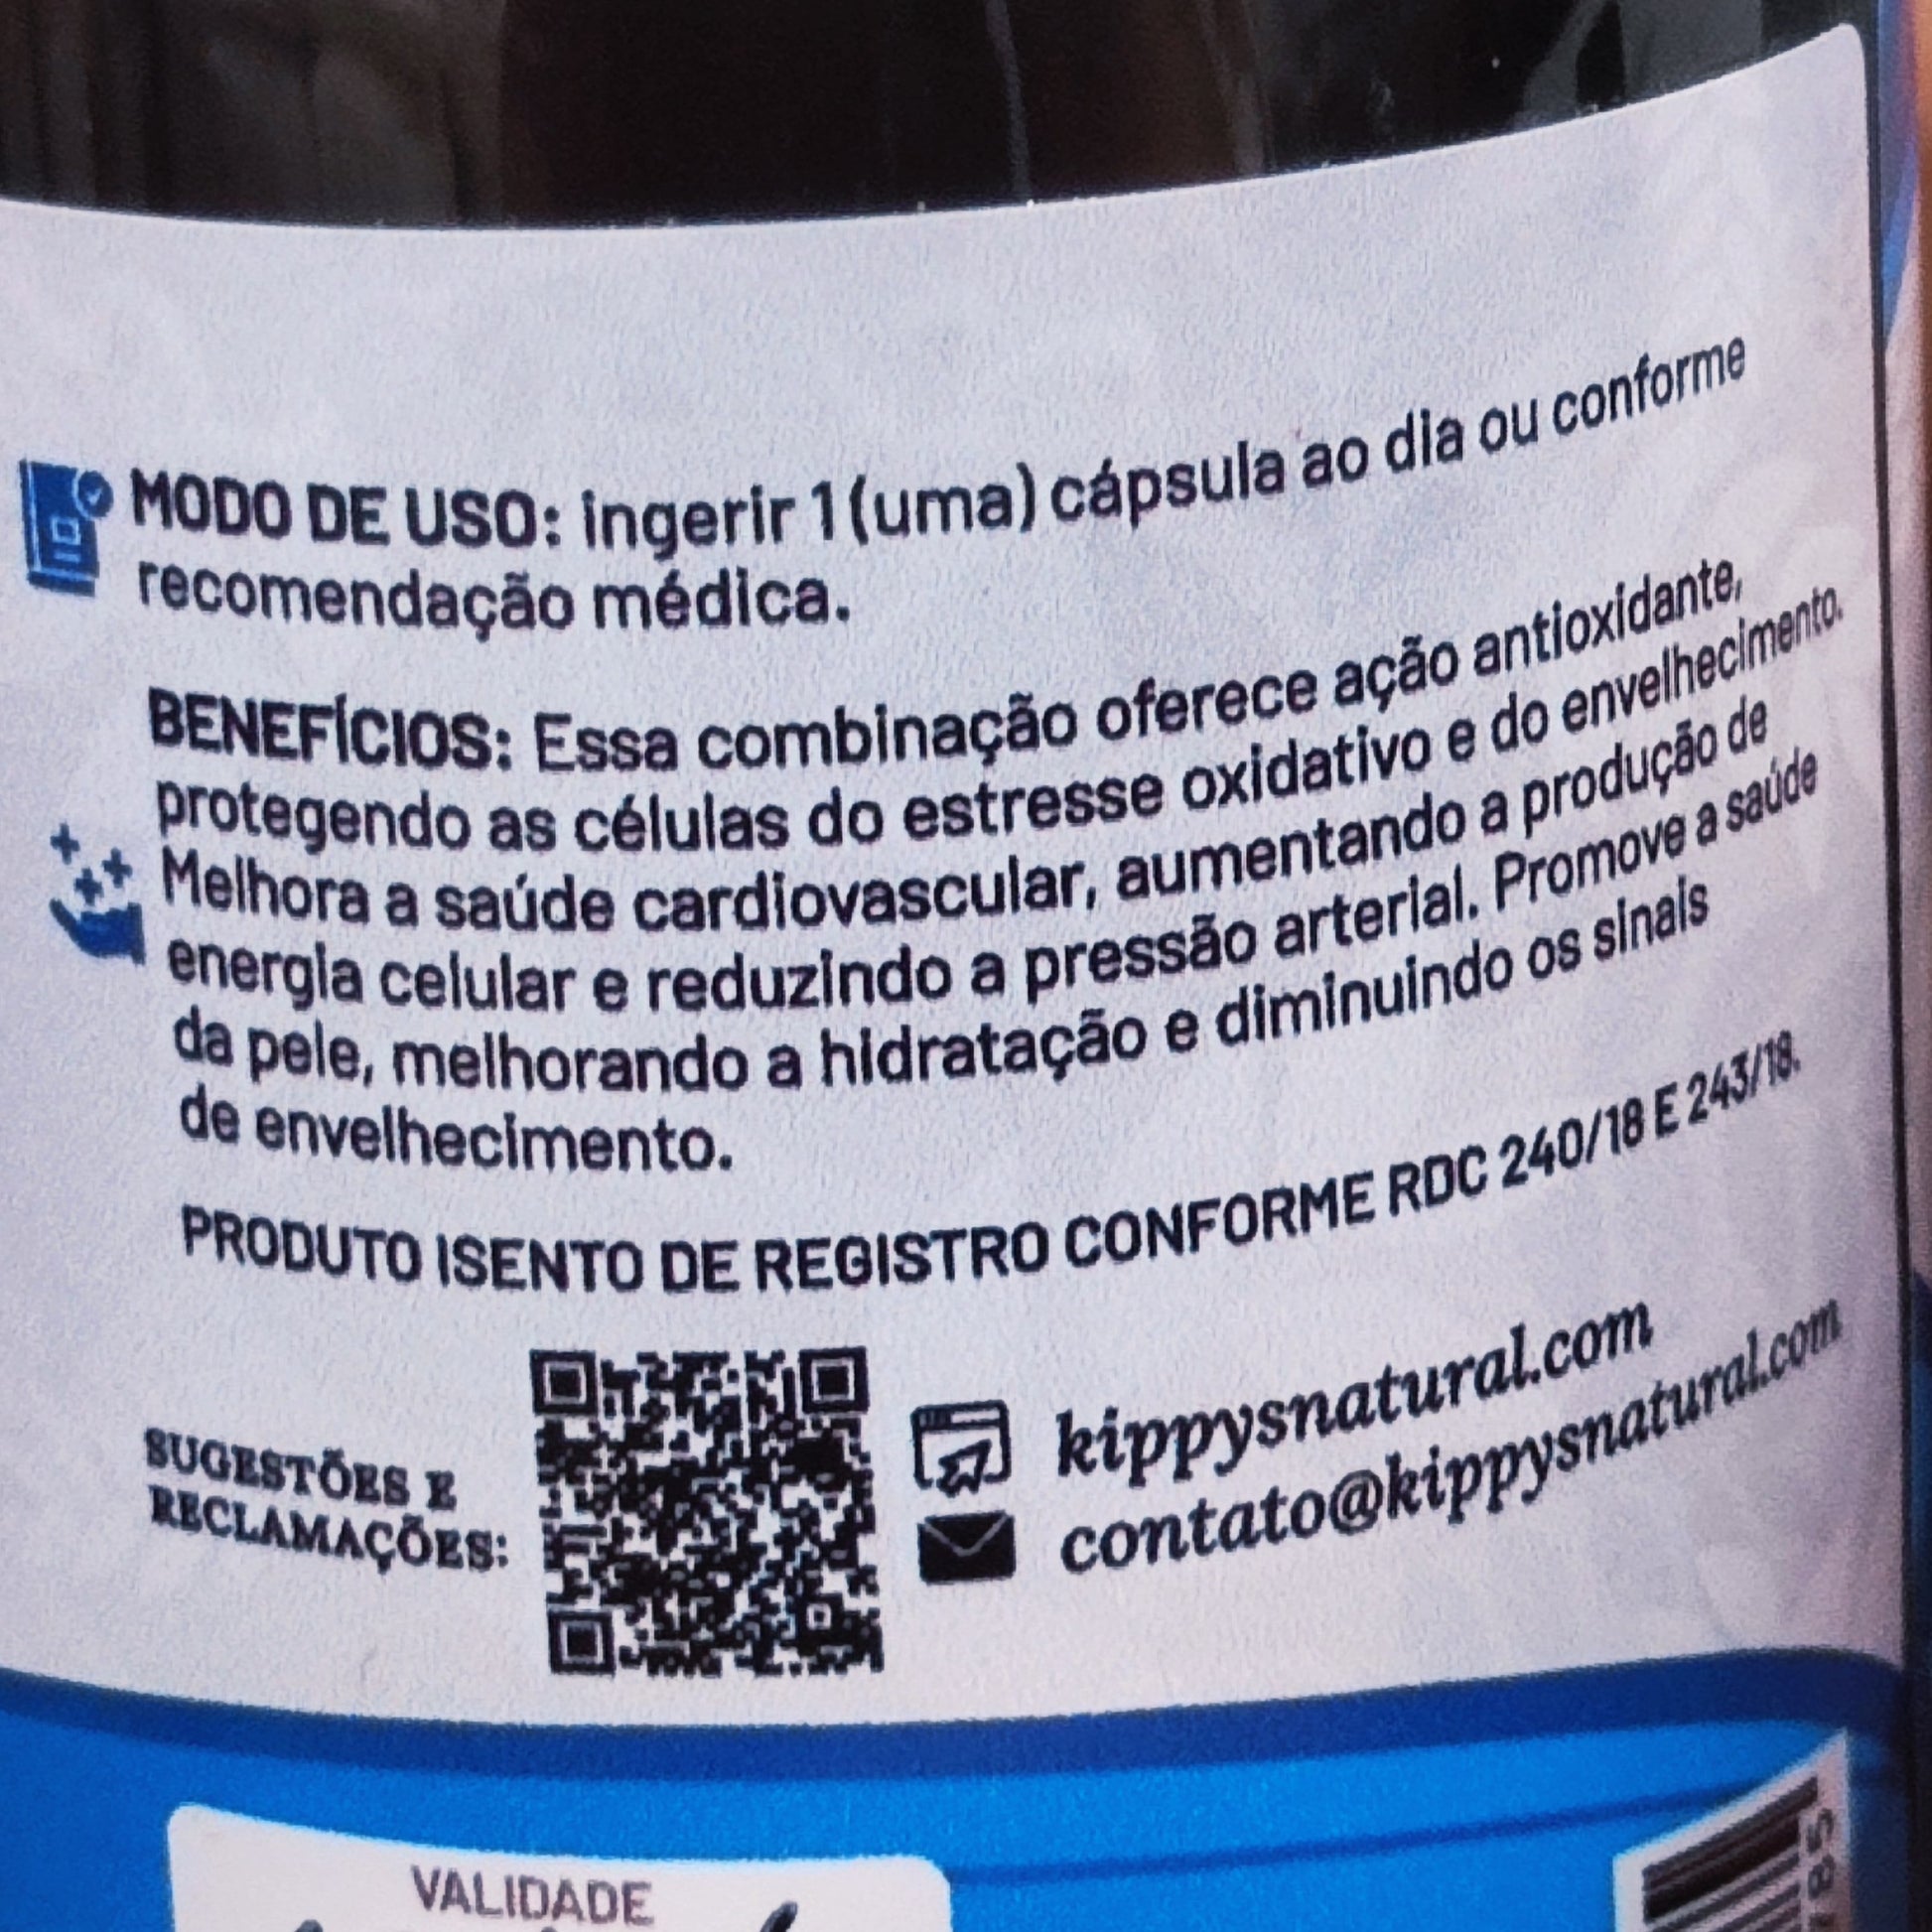 MODO DE USO: ingerir 1 (uma) cápsula ao dia ou conforme
recomendação médica.
BENEFÍCIOS: Essa combinação oferece ação antioxidante,
protegendo as células do estresse oxidativo e do envelhecimento.
Melhora a saúde cardiovascular, aumentando a produção de
energia celular e reduzindo a pressão arterial. Promove a saúde
da pele, melhorando a hidratação e diminuindo os sinais
de envelhecimento.
PRODUTO ISENTO DE REGISTRO CONFORME RDC 240/18 E 243/18.
SUGESTÕES E
RECLAMAÇÕES:
kippysnatural.com
contato@kippysnatural.com
VALIDADE